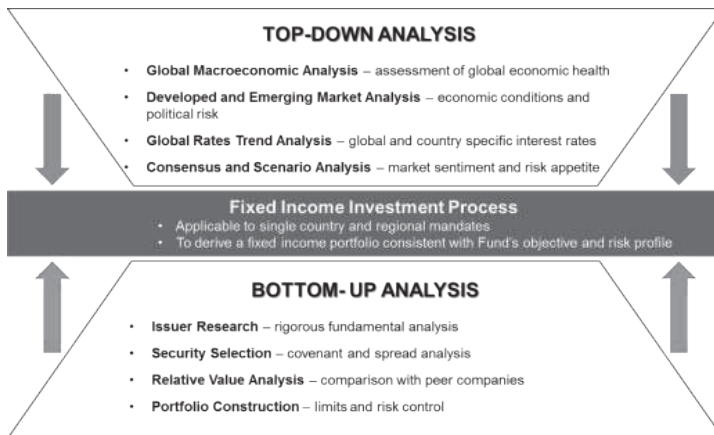 TOP-DOWN ANALYSIS
• Global Macroeconomic Analysis – assessment of global economic health
• Developed and Emerging Market Analysis – economic conditions and
political risk
• Global Rates Trend Analysis – global and country specific interest rates
• Consensus and Scenario Analysis – market sentiment and risk appetite
Fixed Income Investment Process
• Applicable to single country and regional mandates
• To derive a fixed income portfolio consistent with Fund's objective and risk profile
BOTTOM- UP ANALYSIS
• Issuer Research – rigorous fundamental analysis
• Security Selection – covenant and spread analysis
• Relative Value Analysis – comparison with peer companies
• Portfolio Construction – limits and risk control